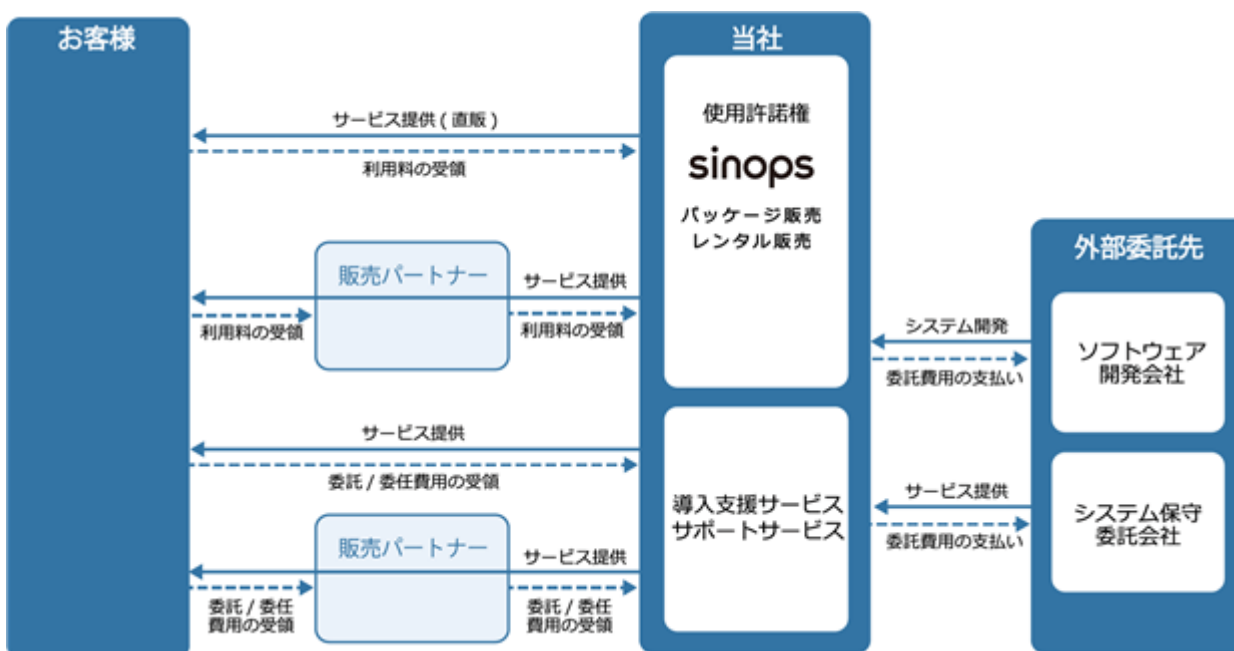 お客様
当社
使用許諾権
sinops
パッケージ販売
レンタル販売
サービス提供 ( 直販 )
利用料の受領
販売パートナー
サービス提供
利用料の受領
利用料の受領
サービス提供
委託 / 委任費用の受領
導入支援サービス
サポートサービス
販売パートナー
サービス提供
委託 / 委任
費用の受領
委託 / 委任
費用の受領
外部委託先
システム開発
委託費用の支払い
ソフトウェア
開発会社
サービス提供
委託費用の支払い
システム保守
委託会社